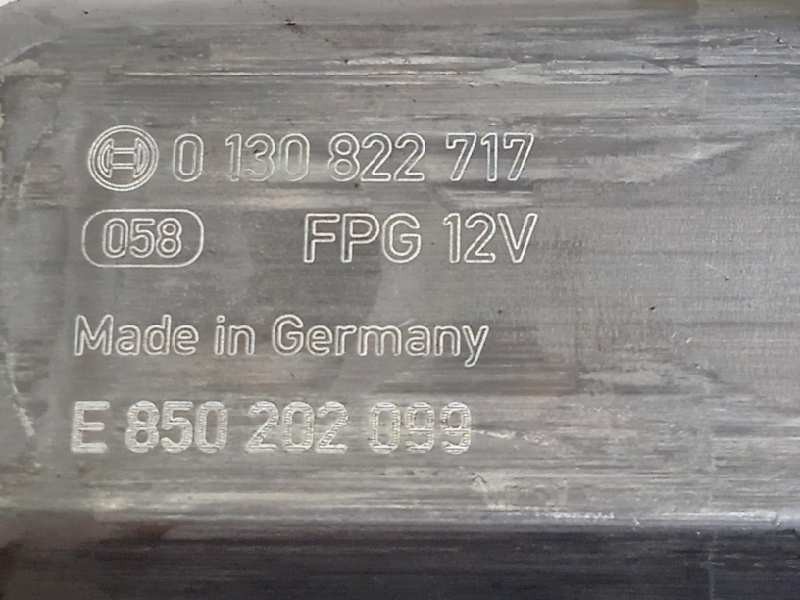 0 130 822 717
058 FPG 12V
Made in Germany
E 850 202 099